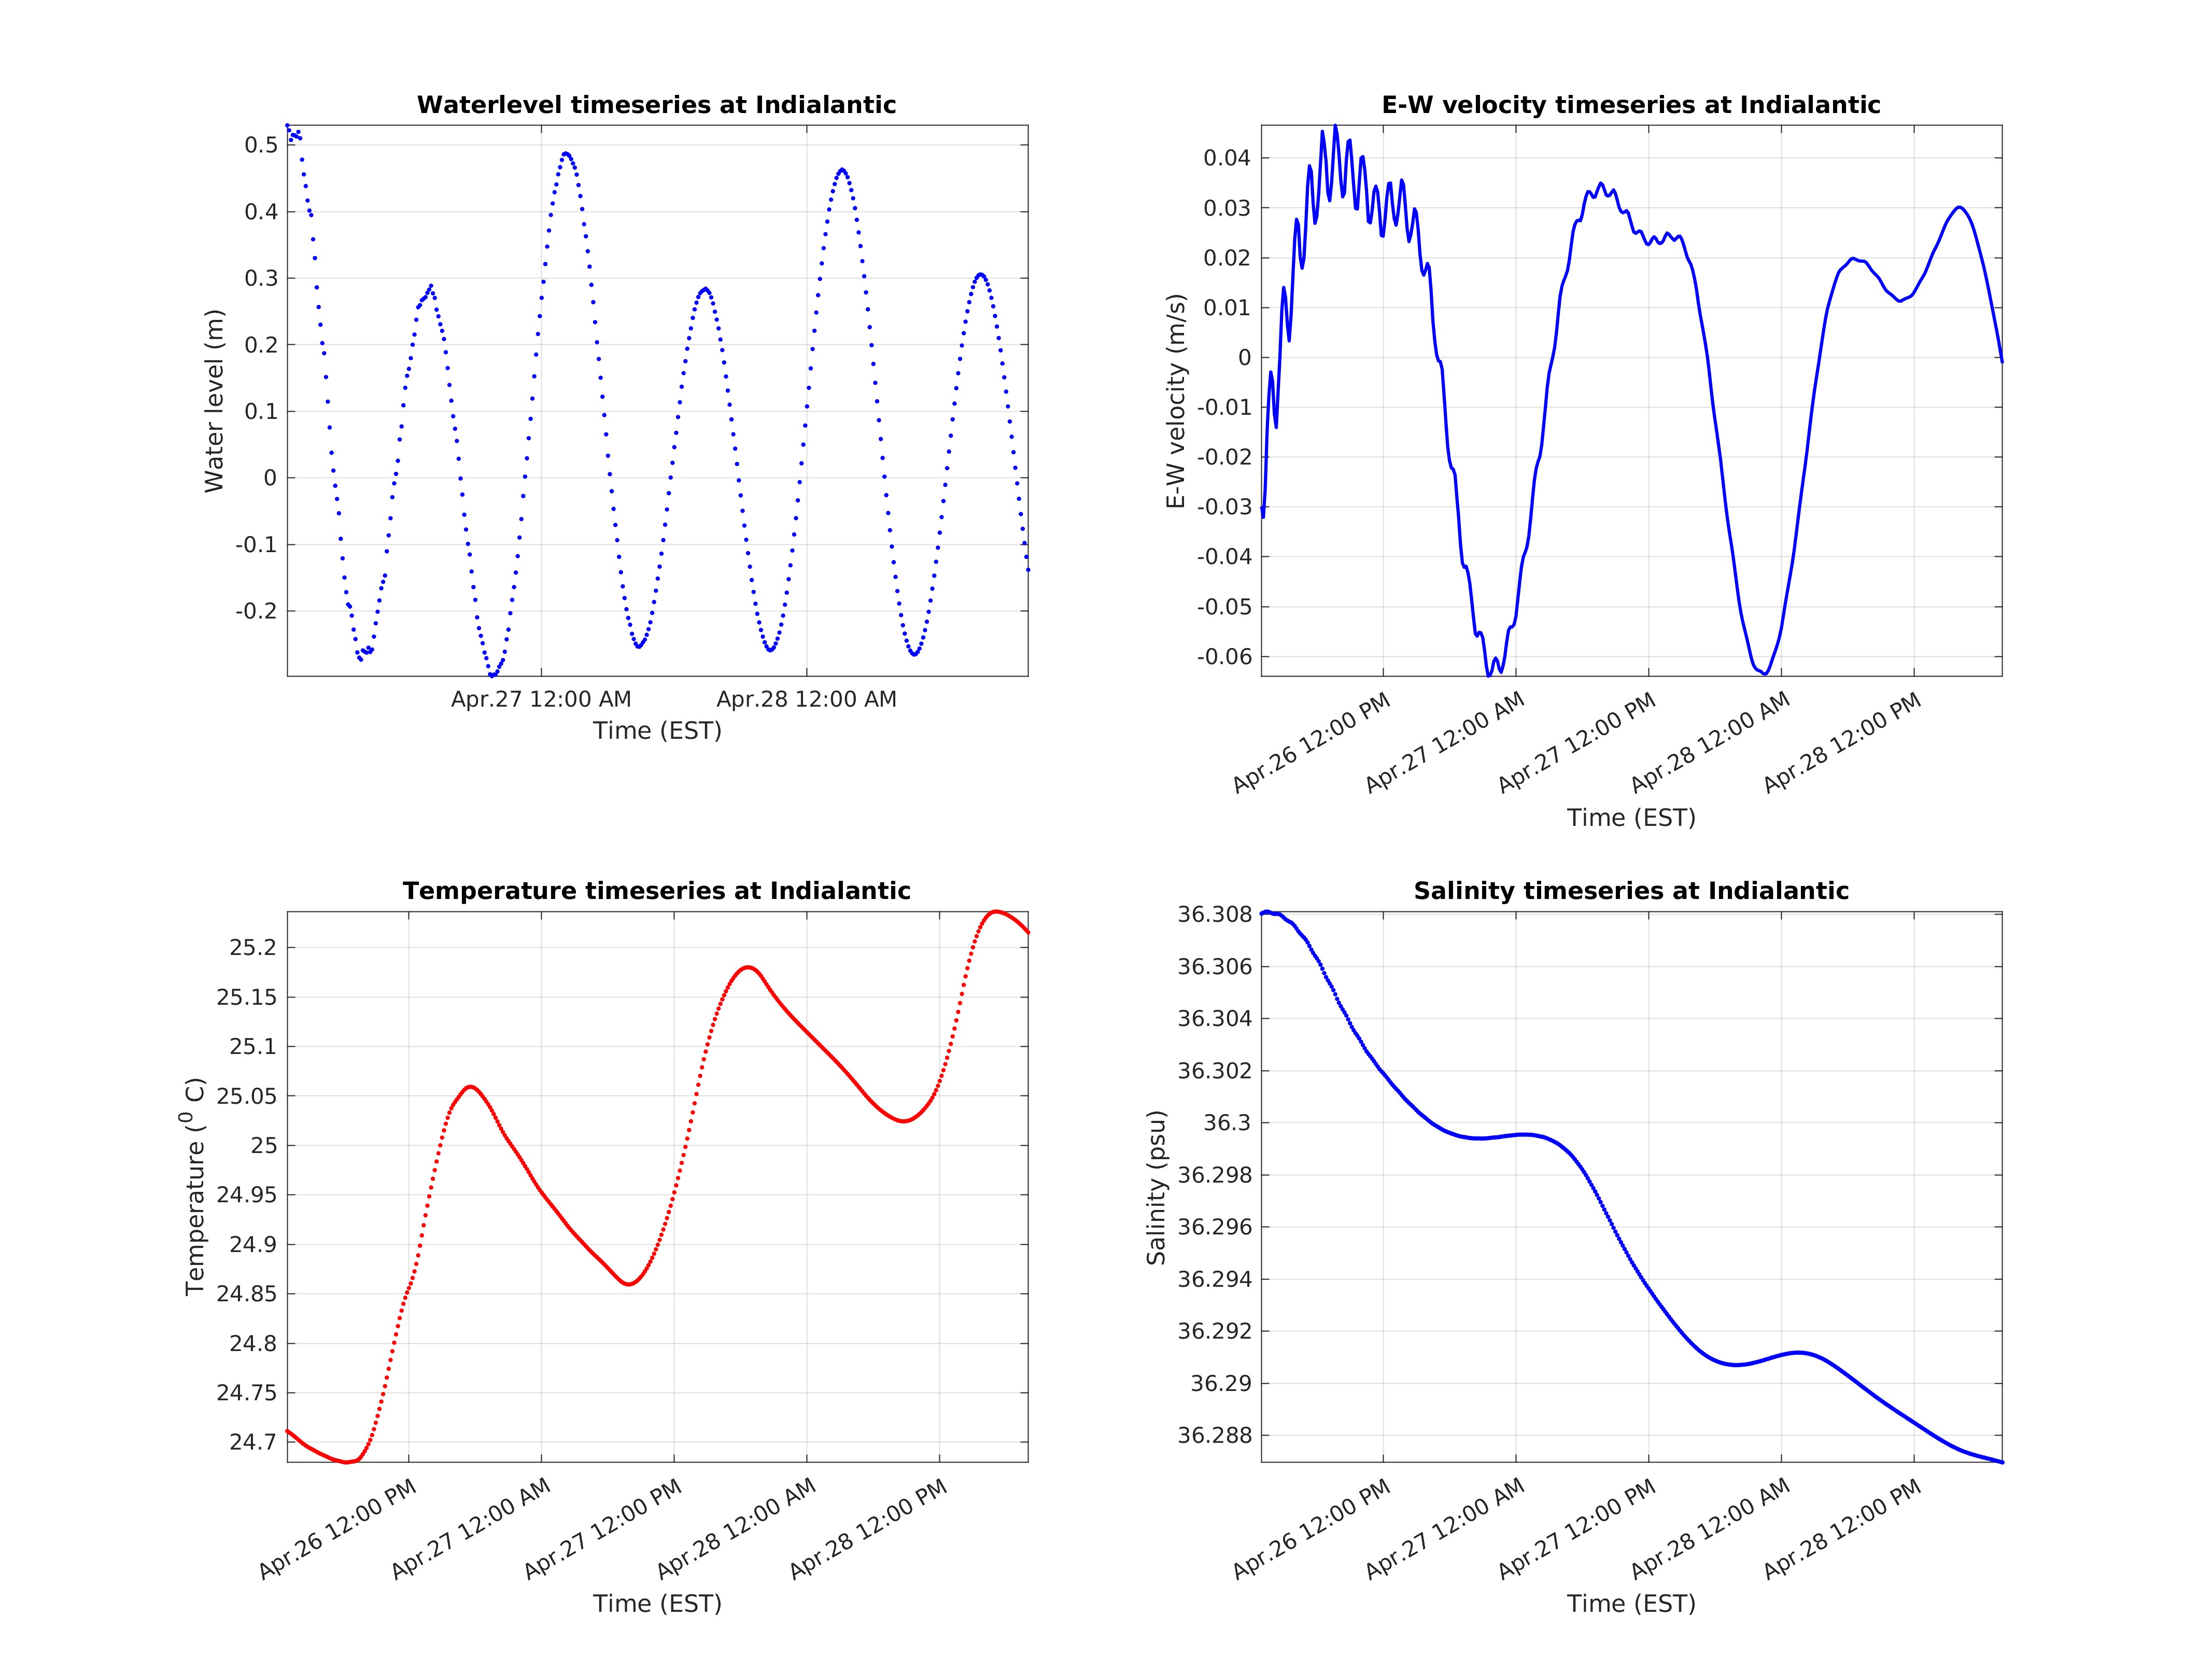 Waterlevel timeseries at Indialantic
0.5
0.4
0.3
0.2
0.1
0
-0.1
-0.2
Water level (m)
Apr.27 12:00 AM
Apr.28 12:00 AM
Time (EST)
E-W velocity timeseries at Indialantic
0.04
0.03
0.02
0.01
0
-0.01
-0.02
-0.03
-0.04
-0.05
-0.06
E-W velocity (m/s)
Apr.26 12:00 PM
Apr.27 12:00 AM
Apr.27 12:00 PM
Apr.28 12:00 AM
Apr.28 12:00 PM
Time (EST)
Temperature timeseries at Indialantic
25.2
25.15
25.1
25.05
25
24.95
24.9
24.85
24.8
24.75
24.7
Temperature (⁰ C)
Apr.26 12:00 PM
Apr.27 12:00 AM
Apr.27 12:00 PM
Apr.28 12:00 AM
Apr.28 12:00 PM
Time (EST)
Salinity timeseries at Indialantic
36.308
36.306
36.304
36.302
36.3
36.298
36.296
36.294
36.292
36.29
36.288
Salinity (psu)
Apr.26 12:00 PM
Apr.27 12:00 AM
Apr.27 12:00 PM
Apr.28 12:00 AM
Apr.28 12:00 PM
Time (EST)